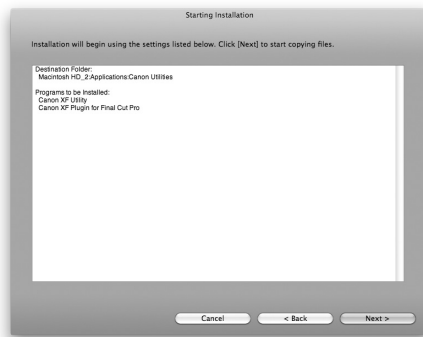 Starting Installation
Installation will begin using the settings listed below. Click [Next] to start copying files.
Destination Folder:
Macintosh HD_2:Applications:Canon Utilities
Programs to be Installed:
Canon XF Utility
Canon XF Plugin for Final Cut Pro
Cancel
< Back
Next >